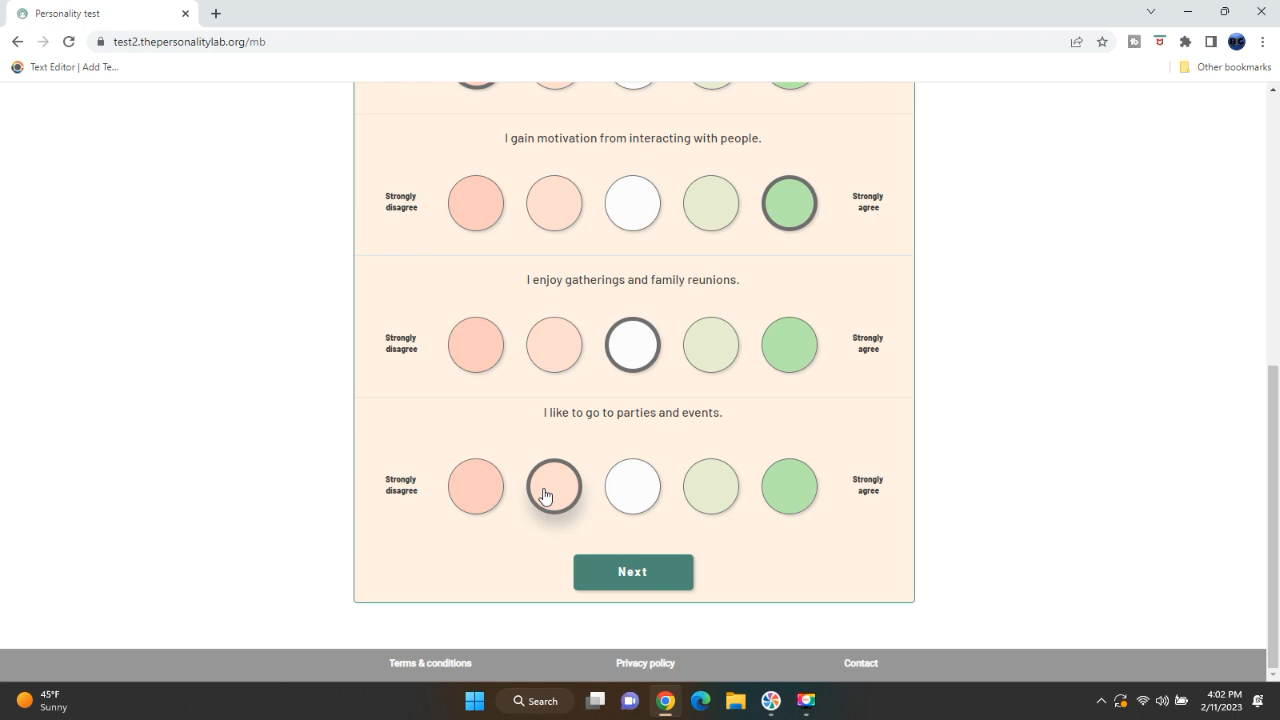 Personality test
test2.thepersonalitylab.org/mb
Text Editor | Add Te...
Other bookmarks
I gain motivation from interacting with people.
Strongly
disagree
Strongly
agree
I enjoy gatherings and family reunions.
Strongly
disagree
Strongly
agree
I like to go to parties and events.
Strongly
disagree
Strongly
agree
Next
Terms & conditions
Privacy policy
Contact
45°F
Sunny
Search
4:02 PM
2/11/2023